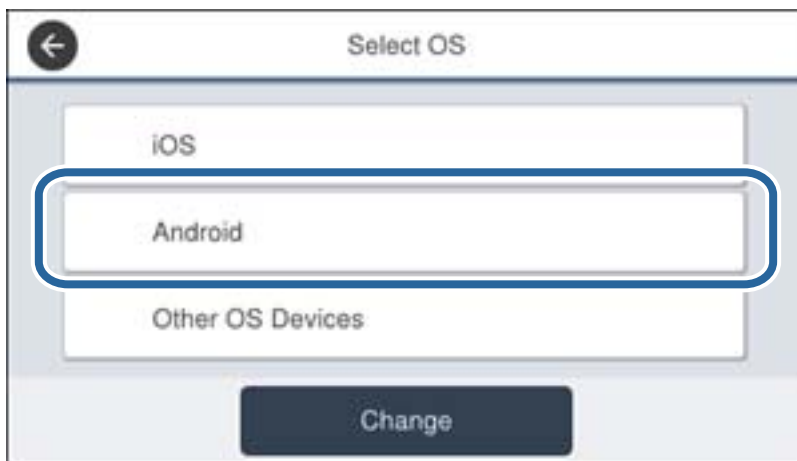 Select OS
iOS
Android
Other OS Devices
Change